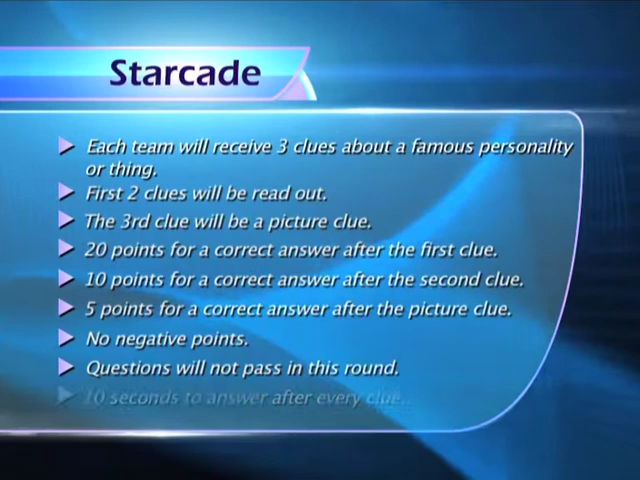 Starcade
Each team will receive 3 clues about a famous personality
or thing.
First 2 clues will be read out.
The 3rd clue will be a picture clue.
20 points for a correct answer after the first clue.
10 points for a correct answer after the second clue.
5 points for a correct answer after the picture clue.
No negative points.
Questions will not pass in this round.
10 seconds to answer after every clue.